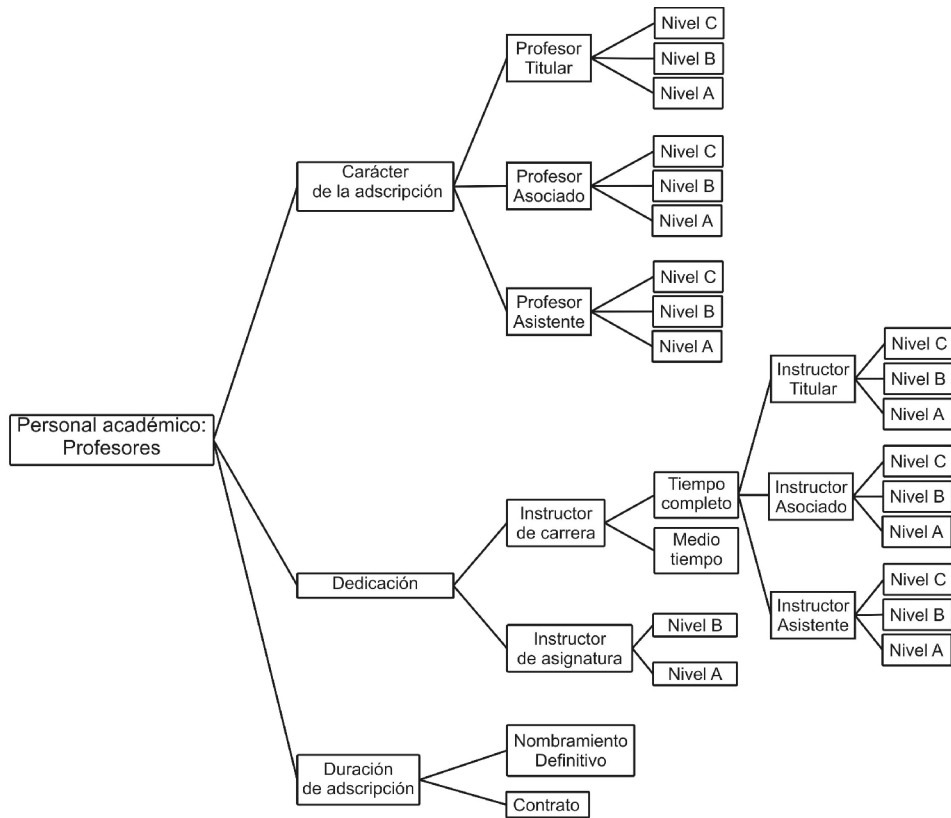 Personal académico:
Profesores
Carácter
de la adscripción
Profesor
Titular
Nivel C
Nivel B
Nivel A
Profesor
Asociado
Nivel C
Nivel B
Nivel A
Profesor
Asistente
Nivel C
Nivel B
Nivel A
Dedicación
Instructor
de carrera
Tiempo
completo
Instructor
Titular
Nivel C
Nivel B
Nivel A
Instructor
Asociado
Nivel C
Nivel B
Nivel A
Instructor
Asistente
Nivel C
Nivel B
Nivel A
Medio
tiempo
Instructor
de asignatura
Nivel B
Nivel A
Duración
de adscripción
Nombramiento
Definitivo
Contrato